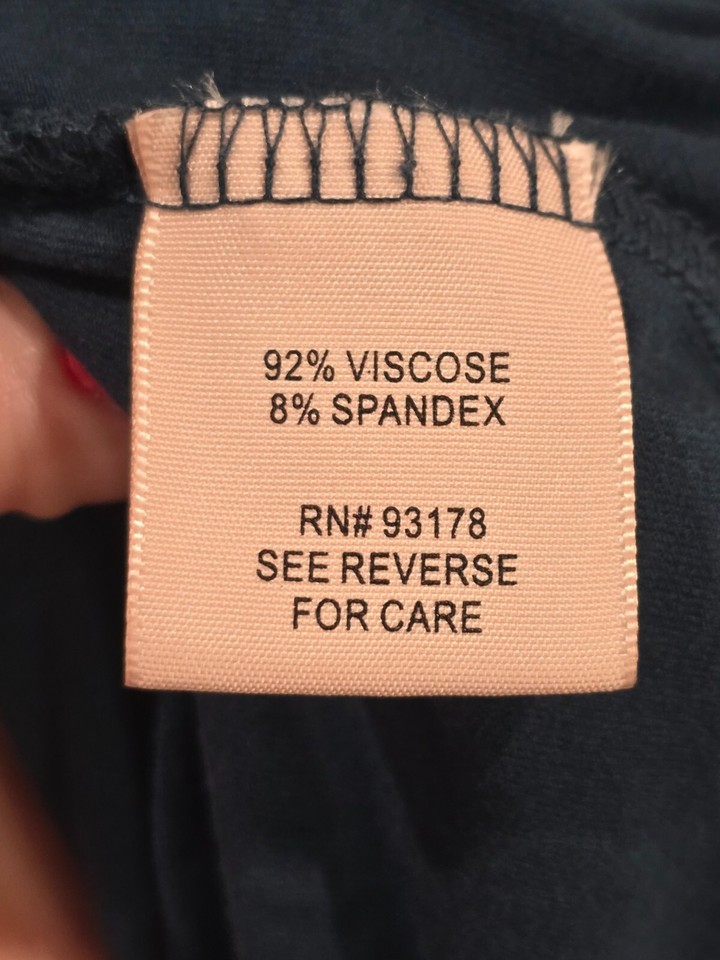 92% VISCOSE
8% SPANDEX
RN# 93178
SEE REVERSE
FOR CARE